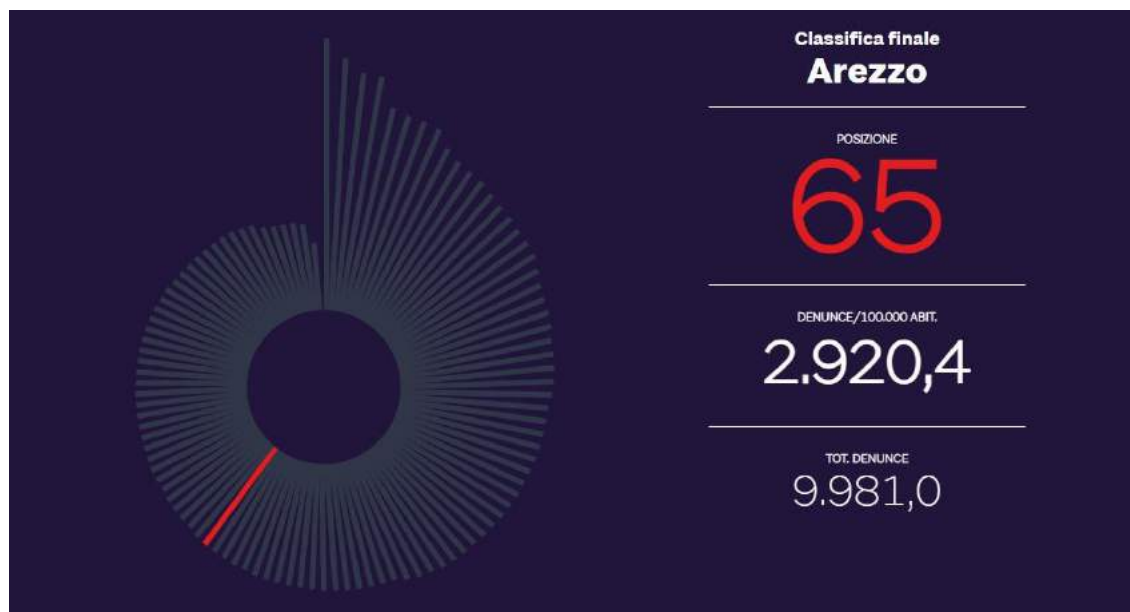 Classifica finale
Arezzo
POSIZIONE
65
DENUNCE/100.000 ABIT.
2.920,4
TOT. DENUNCE
9.981,0